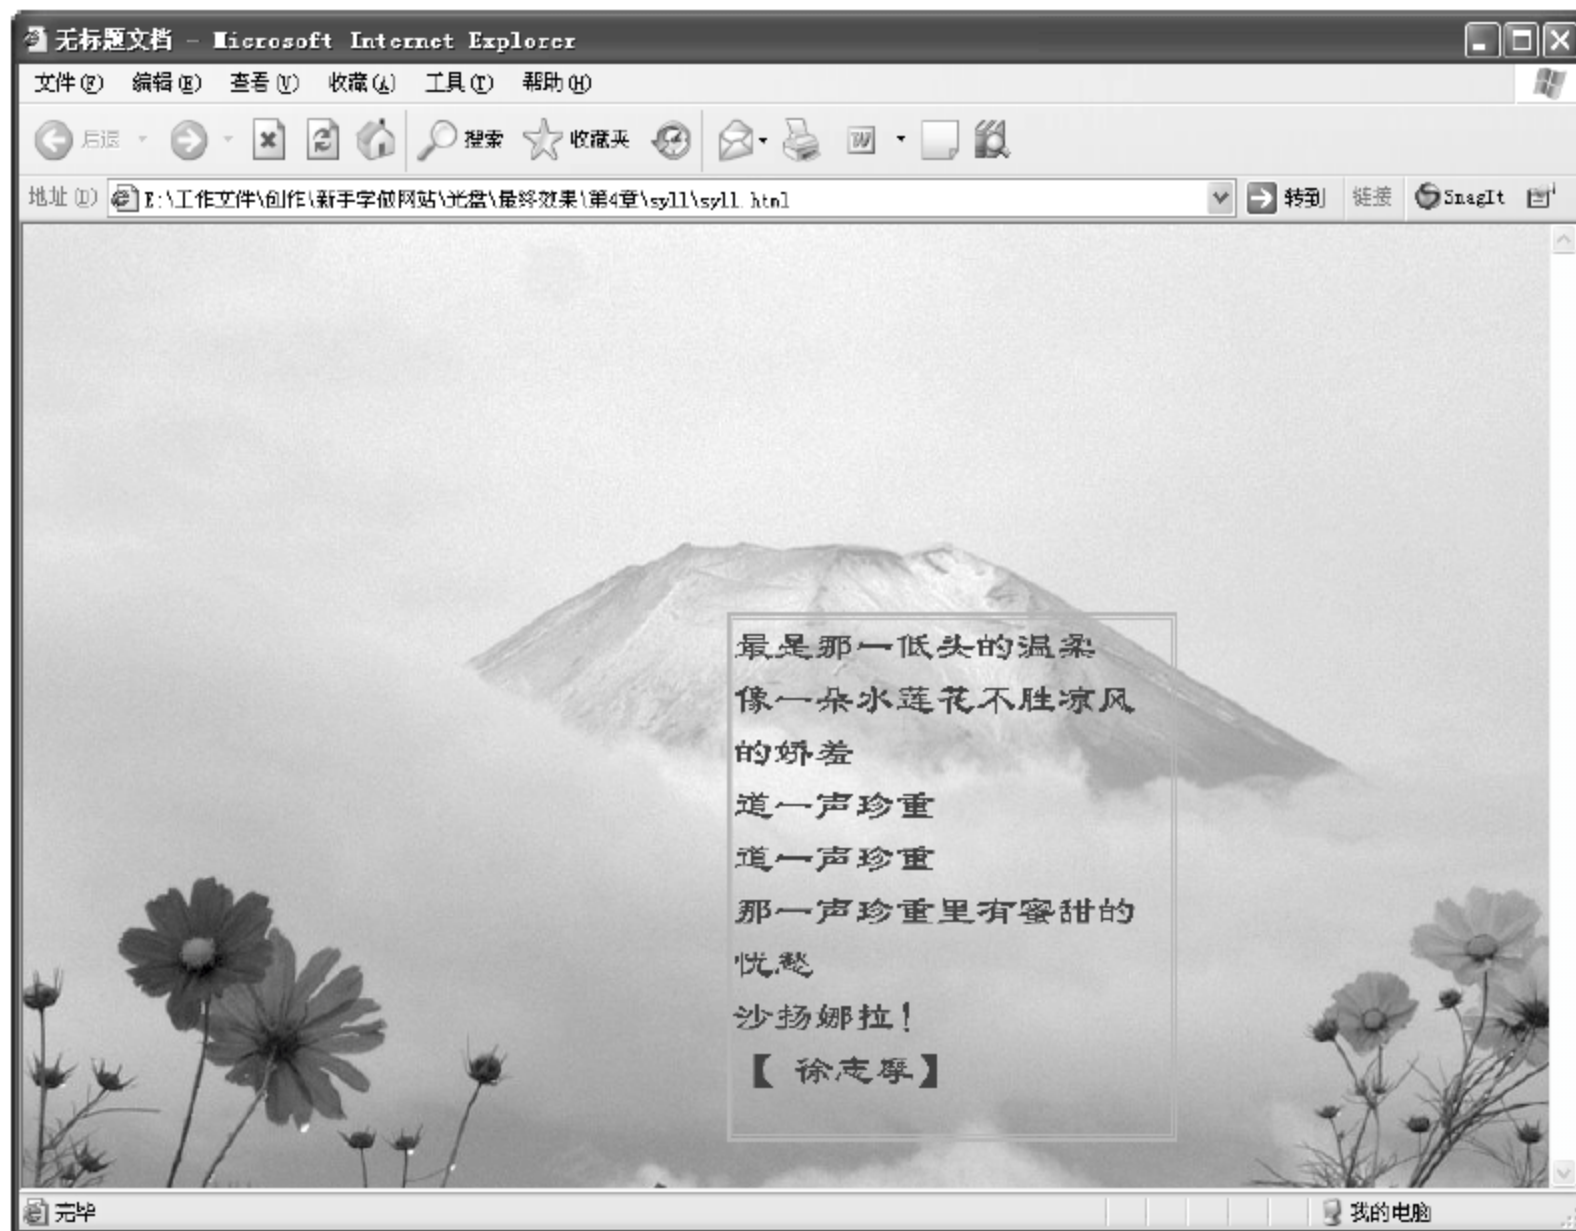 无标题文档 - Microsoft Internet Explorer
文件(F) 编辑(E) 查看(V) 收藏(A) 工具(T) 帮助(H)
后退 搜索 收藏夹
地址(D) E:\工作文件\创作\新手学做网站\光盘\最终效果\第4章\syll\syll.html 转到 链接 SnagIt
最是那一低头的温柔
像一朵水莲花不胜凉风
的娇羞
道一声珍重
道一声珍重
那一声珍重里有蜜甜的
忧愁
沙扬娜拉！
【 徐志摩】
完毕 我的电脑